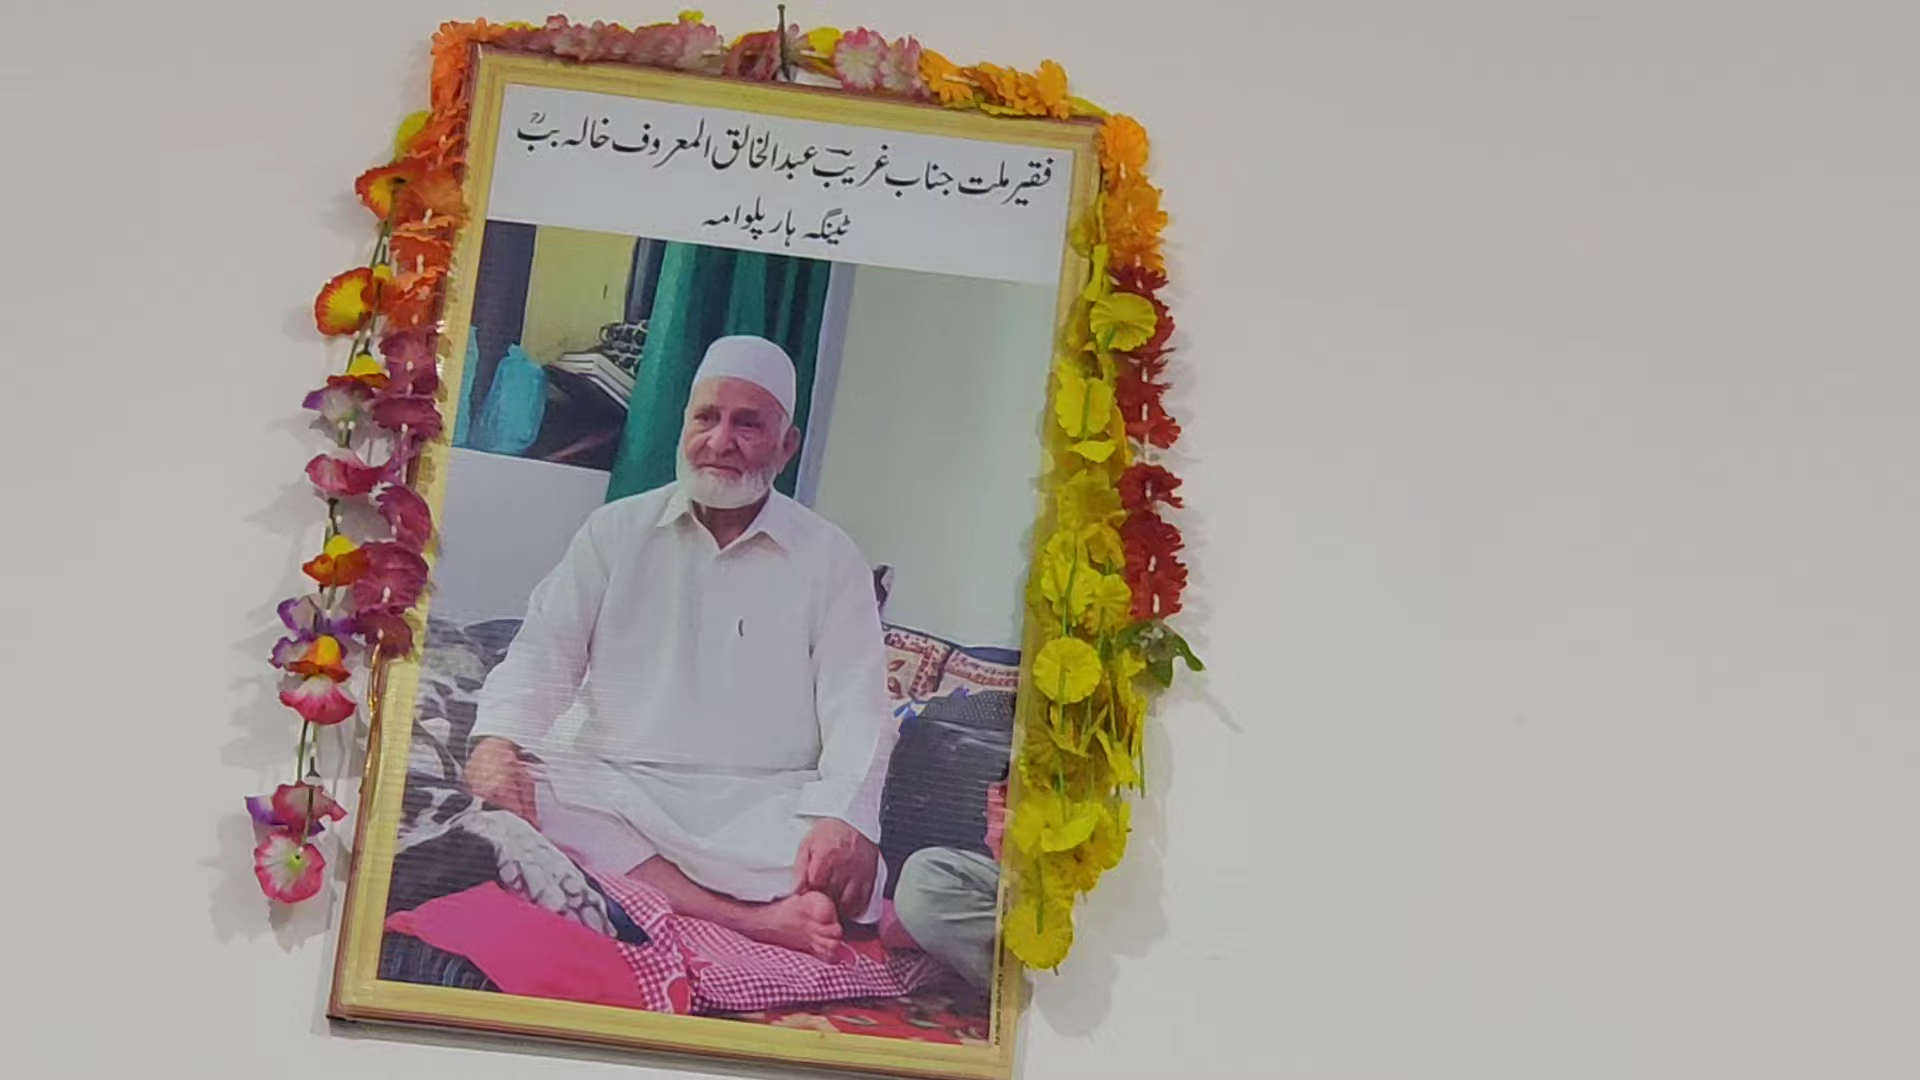 فقیر ملت جناب غریبؔ عبدالخالق المعروف خالہ ببؒ
ٹینگہ ہار پلوامہ